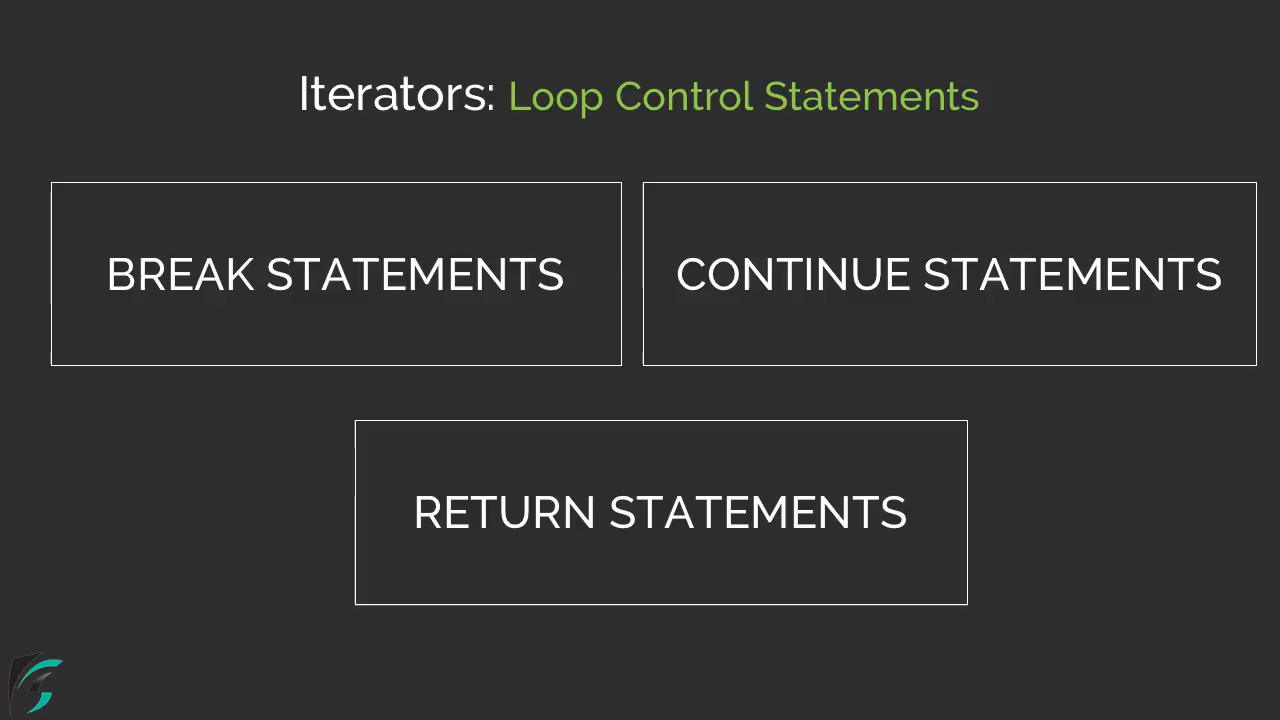 Iterators: Loop Control Statements
BREAK STATEMENTS
CONTINUE STATEMENTS
RETURN STATEMENTS